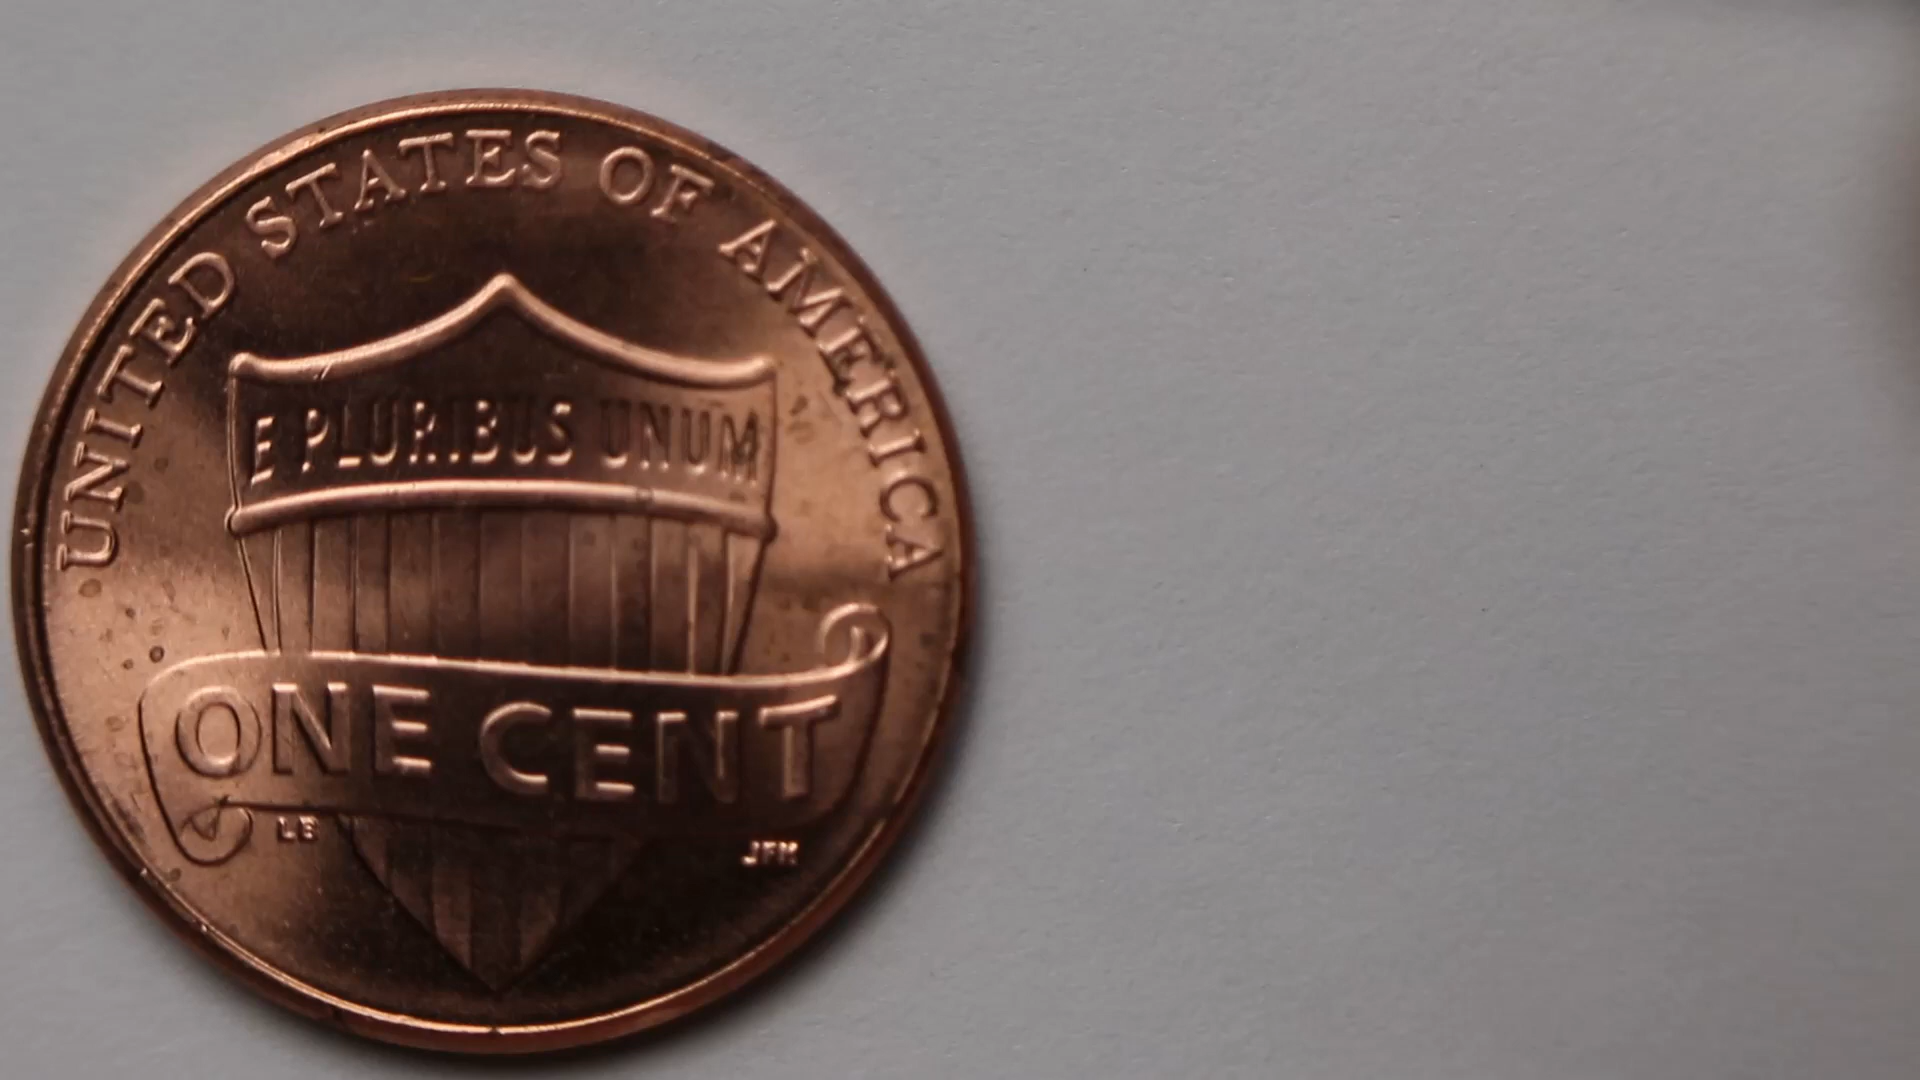 UNITED STATES OF AMERICA
E PLURIBUS UNUM
ONE CENT
LB
JFM